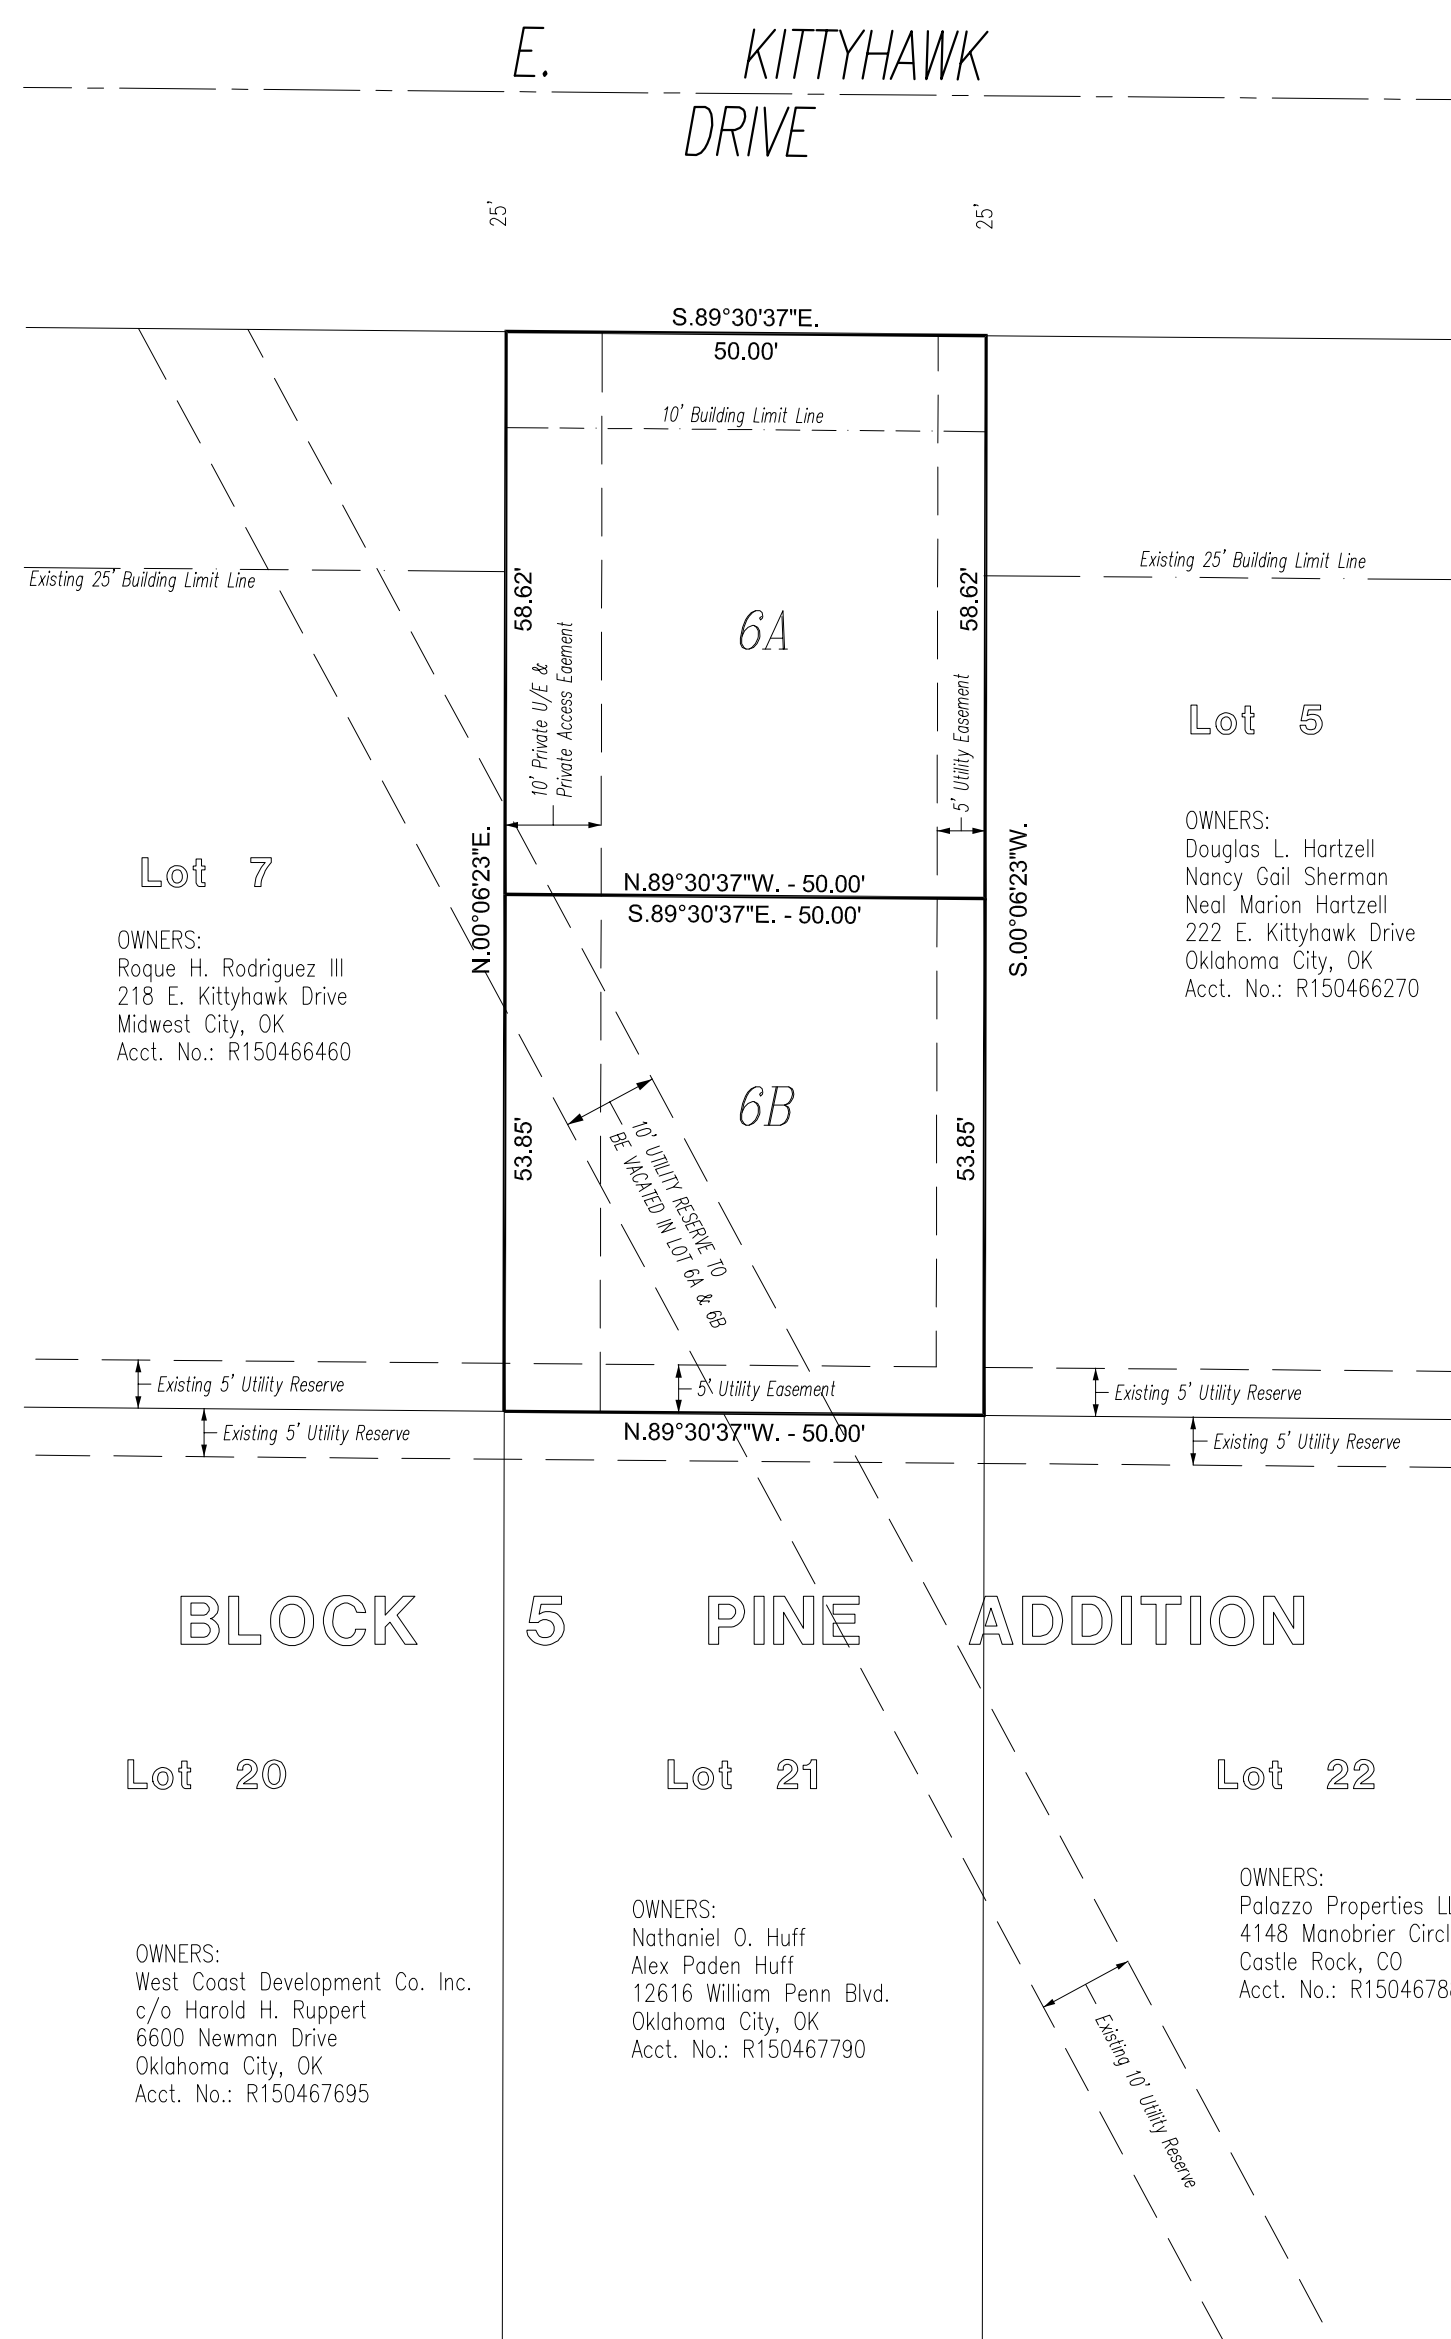 E. KITTYHAWK
DRIVE
25'
25'
S.89°30'37"E.
50.00'
10' Building Limit Line
Existing 25' Building Limit Line
Existing 25' Building Limit Line
58.62'
58.62'
6A
10' Private U/E &
Private Access Eaement
5' Utility Easement
Lot 5
OWNERS:
Douglas L. Hartzell
Nancy Gail Sherman
Neal Marion Hartzell
222 E. Kittyhawk Drive
Oklahoma City, OK
Acct. No.: R150466270
Lot 7
OWNERS:
Roque H. Rodriguez III
218 E. Kittyhawk Drive
Midwest City, OK
Acct. No.: R150466460
N.00°06'23"E.
S.00°06'23"W.
N.89°30'37"W. - 50.00'
S.89°30'37"E. - 50.00'
6B
53.85'
53.85'
10' UTILITY RESERVE TO
BE VACATED IN LOT 6A & 6B
Existing 5' Utility Reserve
5' Utility Easement
Existing 5' Utility Reserve
Existing 5' Utility Reserve
N.89°30'37"W. - 50.00'
Existing 5' Utility Reserve
BLOCK 5 PINE ADDITION
Lot 20
Lot 21
Lot 22
OWNERS:
West Coast Development Co. Inc.
c/o Harold H. Ruppert
6600 Newman Drive
Oklahoma City, OK
Acct. No.: R150467695
OWNERS:
Nathaniel O. Huff
Alex Paden Huff
12616 William Penn Blvd.
Oklahoma City, OK
Acct. No.: R150467790
OWNERS:
Palazzo Properties
4148 Manobrier Circl
Castle Rock, CO
Acct. No.:
Existing 10' Utility Reserve